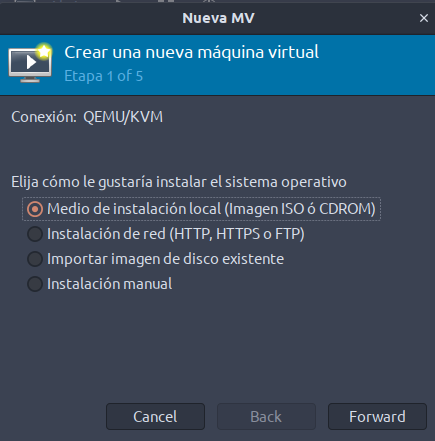 Nueva MV
Crear una nueva máquina virtual
Etapa 1 of 5
Conexión: QEMU/KVM
Elija cómo le gustaría instalar el sistema operativo
Medio de instalación local (Imagen ISO ó CDROM)
Instalación de red (HTTP, HTTPS o FTP)
Importar imagen de disco existente
Instalación manual
Cancel Back Forward